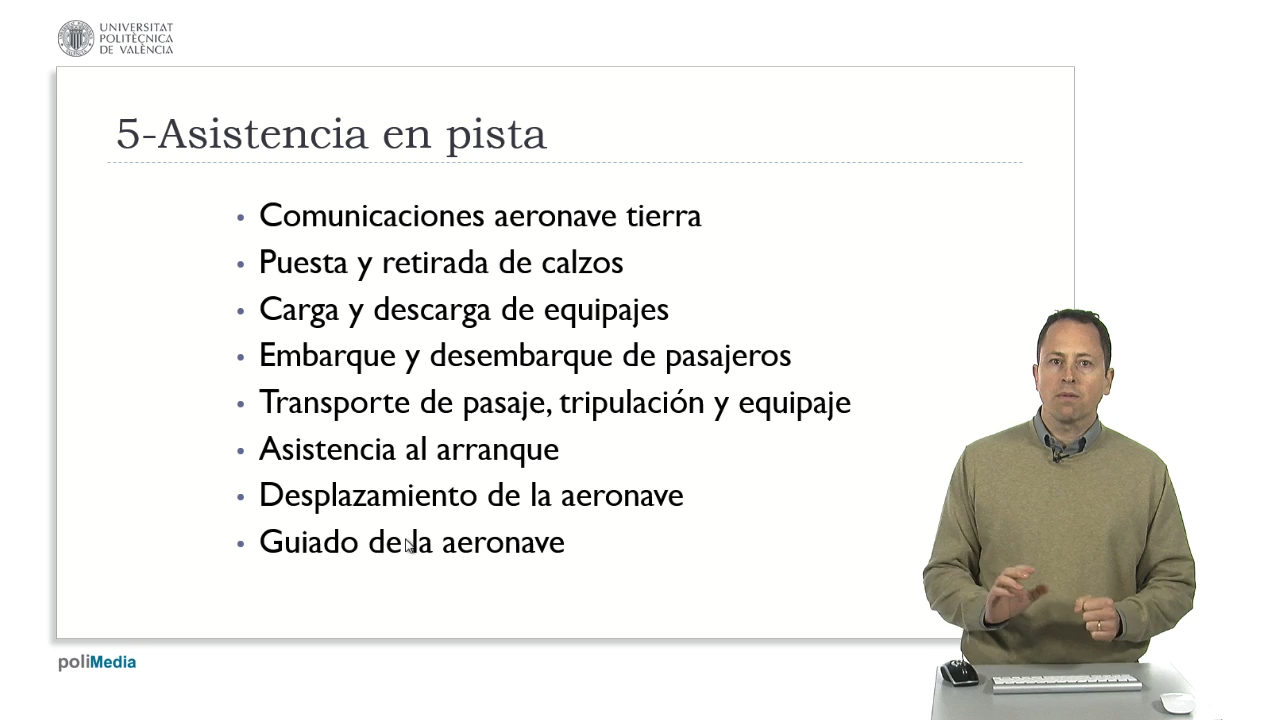 UNIVERSITAT
POLITÈCNICA
DE VALÈNCIA
5-Asistencia en pista
• Comunicaciones aeronave tierra
• Puesta y retirada de calzos
• Carga y descarga de equipajes
• Embarque y desembarque de pasajeros
• Transporte de pasaje, tripulación y equipaje
• Asistencia al arranque
• Desplazamiento de la aeronave
• Guiado de la aeronave
poliMedia